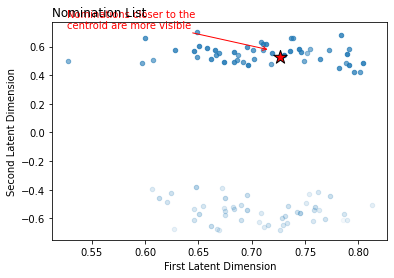 Nomination List
Nominations closer to the
centroid are more visible
0.6
0.4
0.2
0.0
−0.2
−0.4
−0.6
Second Latent Dimension
0.55 0.60 0.65 0.70 0.75 0.80
First Latent Dimension